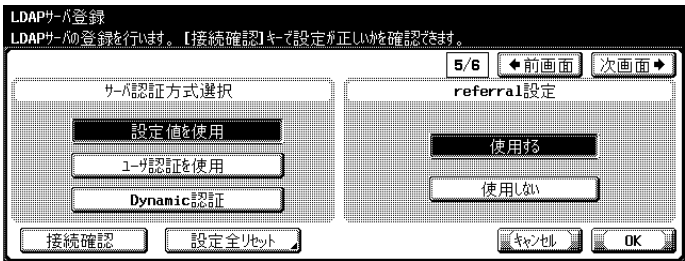 LDAPサーバ登録
LDAPサーバの登録を行います。【接続確認】キーで設定が正しいかを確認できます。
5/6 ←前画面 次画面→
サーバ認証方式選択
referral設定
設定値を使用
ユーザ認証を使用
Dynamic認証
使用する
使用しない
接続確認 設定全リセット キャンセル OK